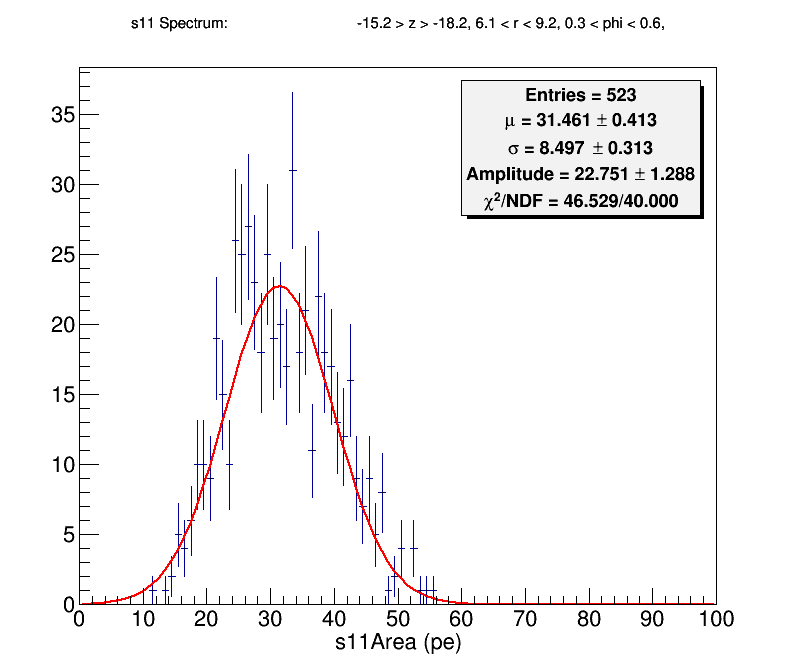 s11 Spectrum: -15.2 > z > -18.2, 6.1 < r < 9.2, 0.3 < phi < 0.6,
Entries = 523
μ = 31.461 ± 0.413
σ = 8.497 ± 0.313
Amplitude = 22.751 ± 1.288
χ²/NDF = 46.529/40.000
35
30
25
20
15
10
5
0
0 10 20 30 40 50 60 70 80 90 100
s11Area (pe)